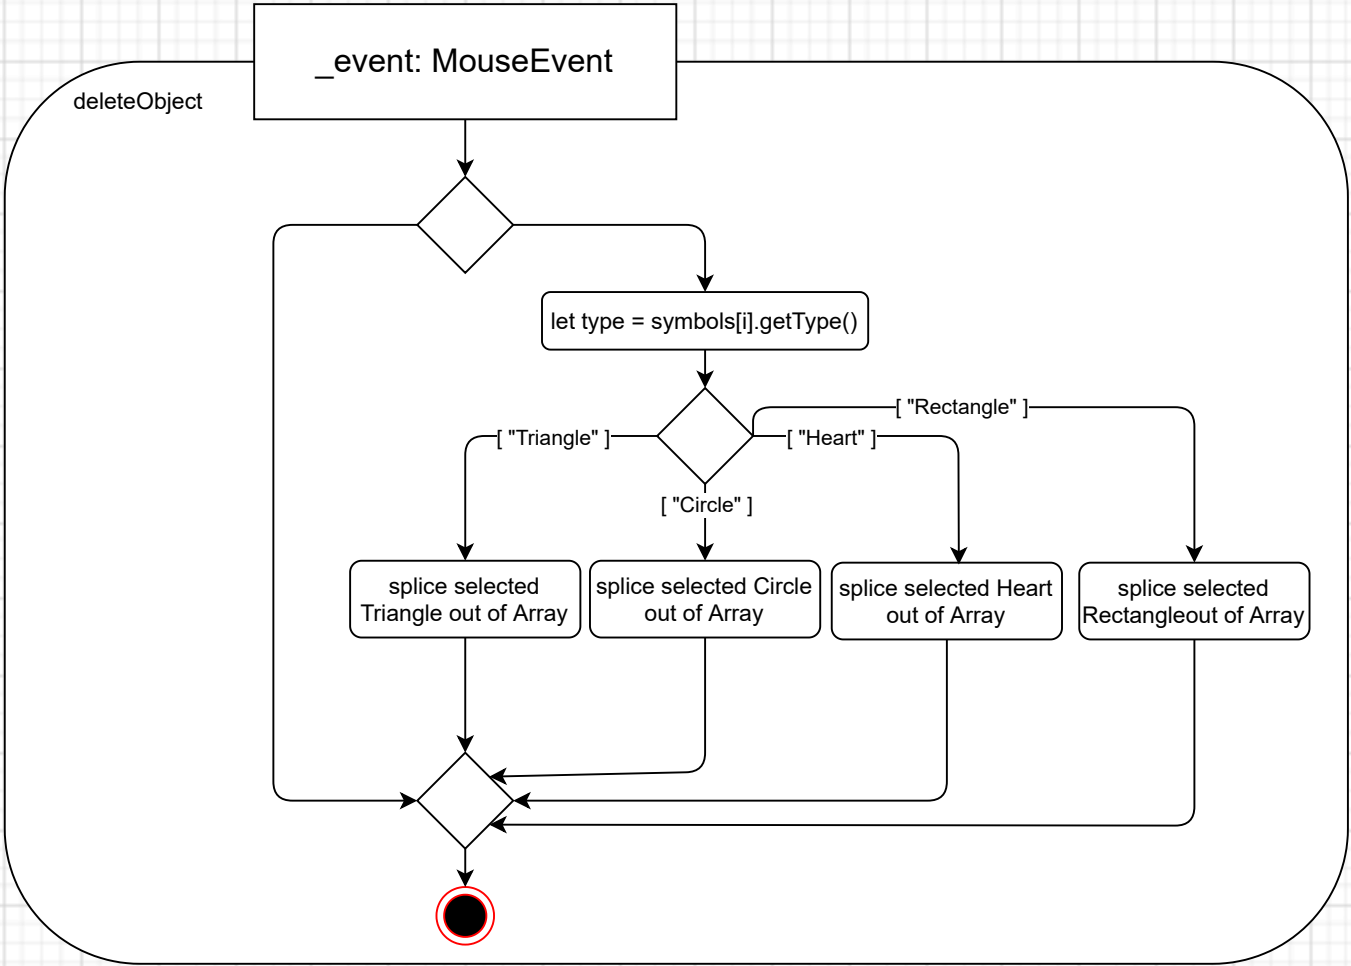 _event: MouseEvent
deleteObject
let type = symbols[i].getType()
[ "Rectangle" ]
[ "Triangle" ]
[ "Heart" ]
[ "Circle" ]
splice selected
Triangle out of Array
splice selected Circle
out of Array
splice selected Heart
out of Array
splice selected
Rectangleout of Array